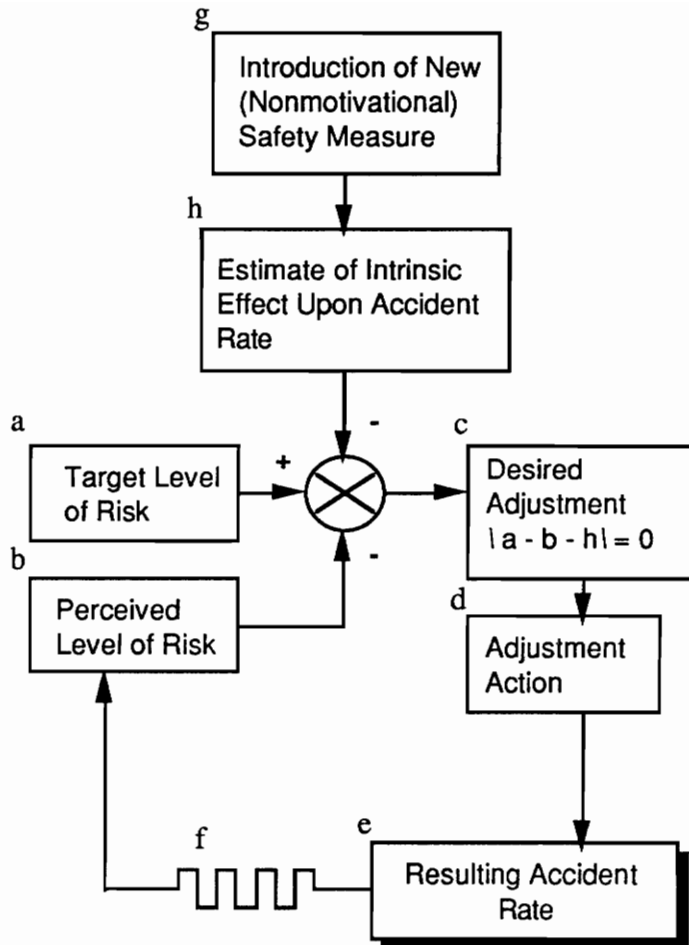 g
Introduction of New
(Nonmotivational)
Safety Measure
h
Estimate of Intrinsic
Effect Upon Accident
Rate
-
a
Target Level
of Risk
+
c
Desired
Adjustment
\ a - b - h\ = 0
b
Perceived
Level of Risk
-
d
Adjustment
Action
f
e
Resulting Accident
Rate